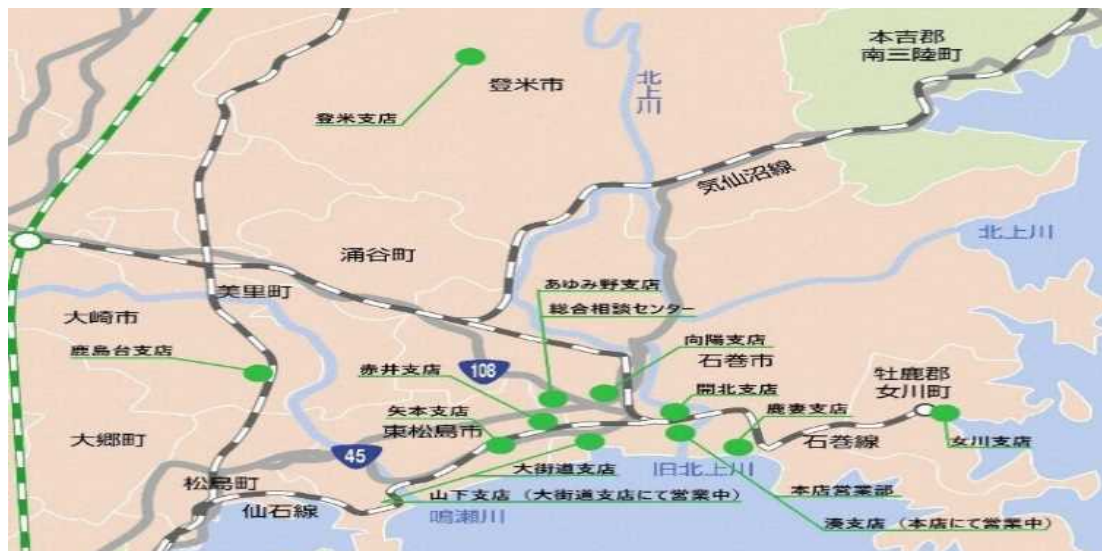 本吉郡
南三陸町
登米市
北上川
登米支店
気仙沼線
北上川
涌谷町
あゆみ野支店
美里町
総合相談センター
大崎市
向陽支店
鹿島台支店
石巻市
赤井支店
108
牡鹿郡
女川町
開北支店
矢本支店
鹿妻支店
東松島市
大郷町
石巻線
女川支店
45
大街道支店
旧北上川
松島町
山下支店（大街道支店にて営業中）
本店営業部
仙石線
鳴瀬川
湊支店（本店にて営業中）